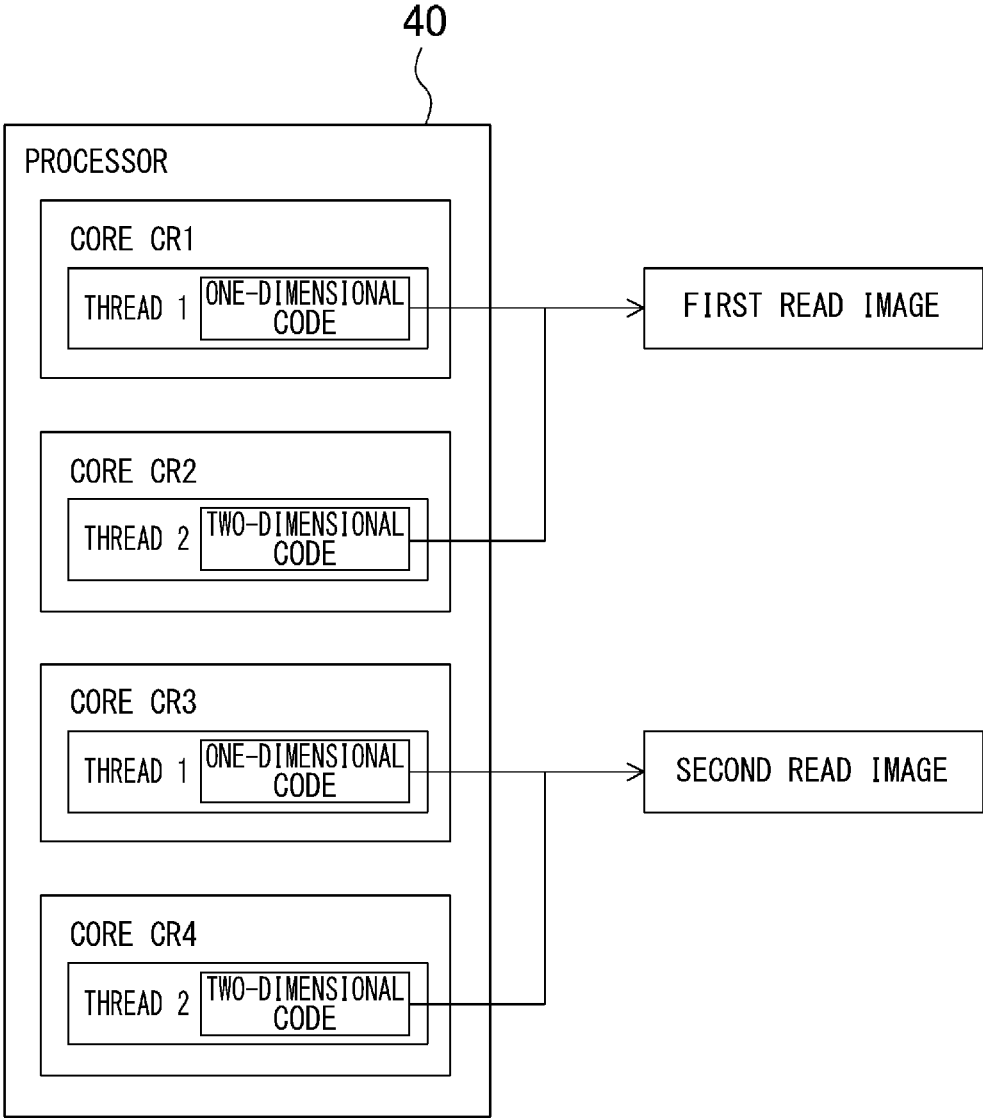 40
PROCESSOR
CORE CR1
THREAD 1
ONE-DIMENSIONAL
CODE
FIRST READ IMAGE
CORE CR2
THREAD 2
TWO-DIMENSIONAL
CODE
CORE CR3
THREAD 1
ONE-DIMENSIONAL
CODE
SECOND READ IMAGE
CORE CR4
THREAD 2
TWO-DIMENSIONAL
CODE